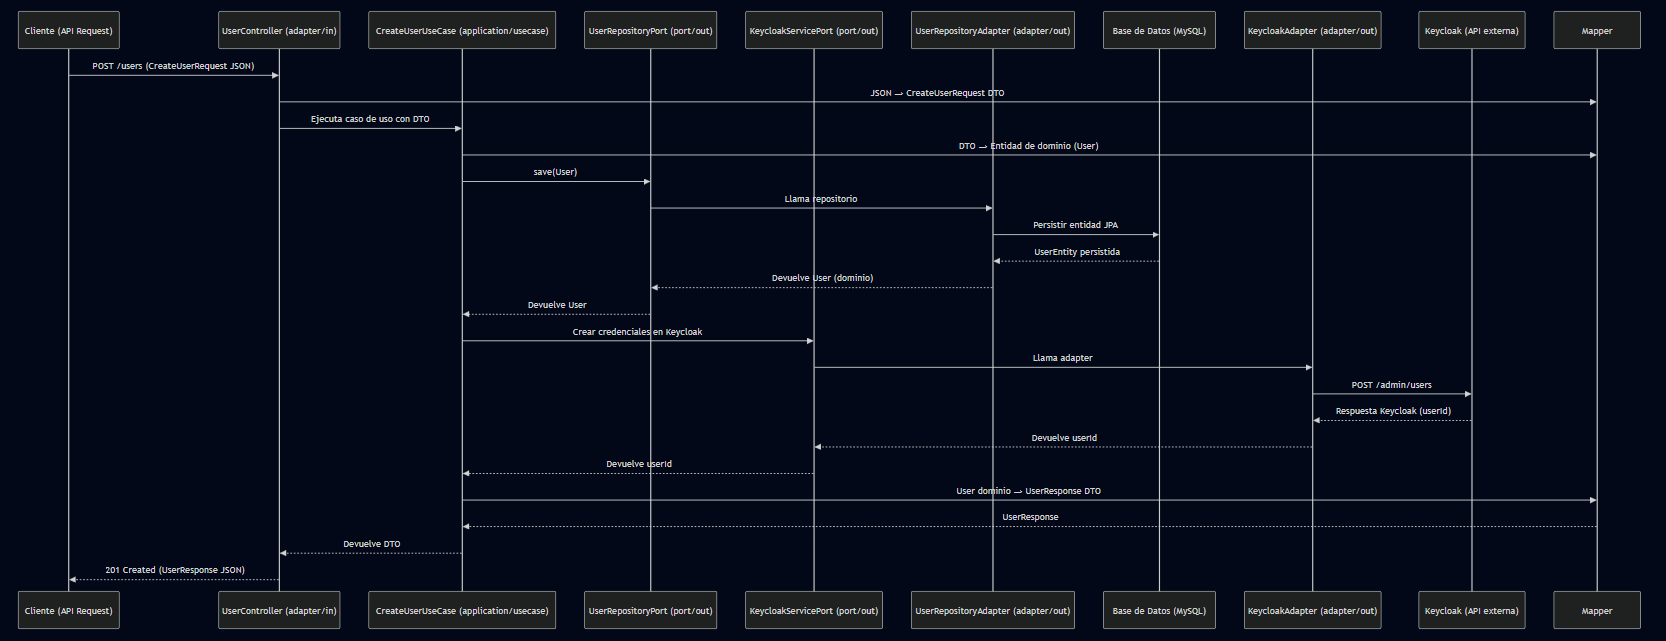 Cliente (API Request)
UserController (adapter/in)
CreateUserUseCase (application/usecase)
UserRepositoryPort (port/out)
KeycloakServicePort (port/out)
UserRepositoryAdapter (adapter/out)
Base de Datos (MySQL)
KeycloakAdapter (adapter/out)
Keycloak (API externa)
Mapper
POST /users (CreateUserRequest JSON)
JSON → CreateUserRequest DTO
Ejecuta caso de uso con DTO
DTO → Entidad de dominio (User)
save(User)
Llama repositorio
Persistir entidad JPA
UserEntity persistida
Devuelve User (dominio)
Devuelve User
Crear credenciales en Keycloak
Llama adapter
POST /admin/users
Respuesta Keycloak (userId)
Devuelve userId
Devuelve userId
User dominio → UserResponse DTO
UserResponse
Devuelve DTO
201 Created (UserResponse JSON)
Cliente (API Request)
UserController (adapter/in)
CreateUserUseCase (application/usecase)
UserRepositoryPort (port/out)
KeycloakServicePort (port/out)
UserRepositoryAdapter (adapter/out)
Base de Datos (MySQL)
KeycloakAdapter (adapter/out)
Keycloak (API externa)
Mapper